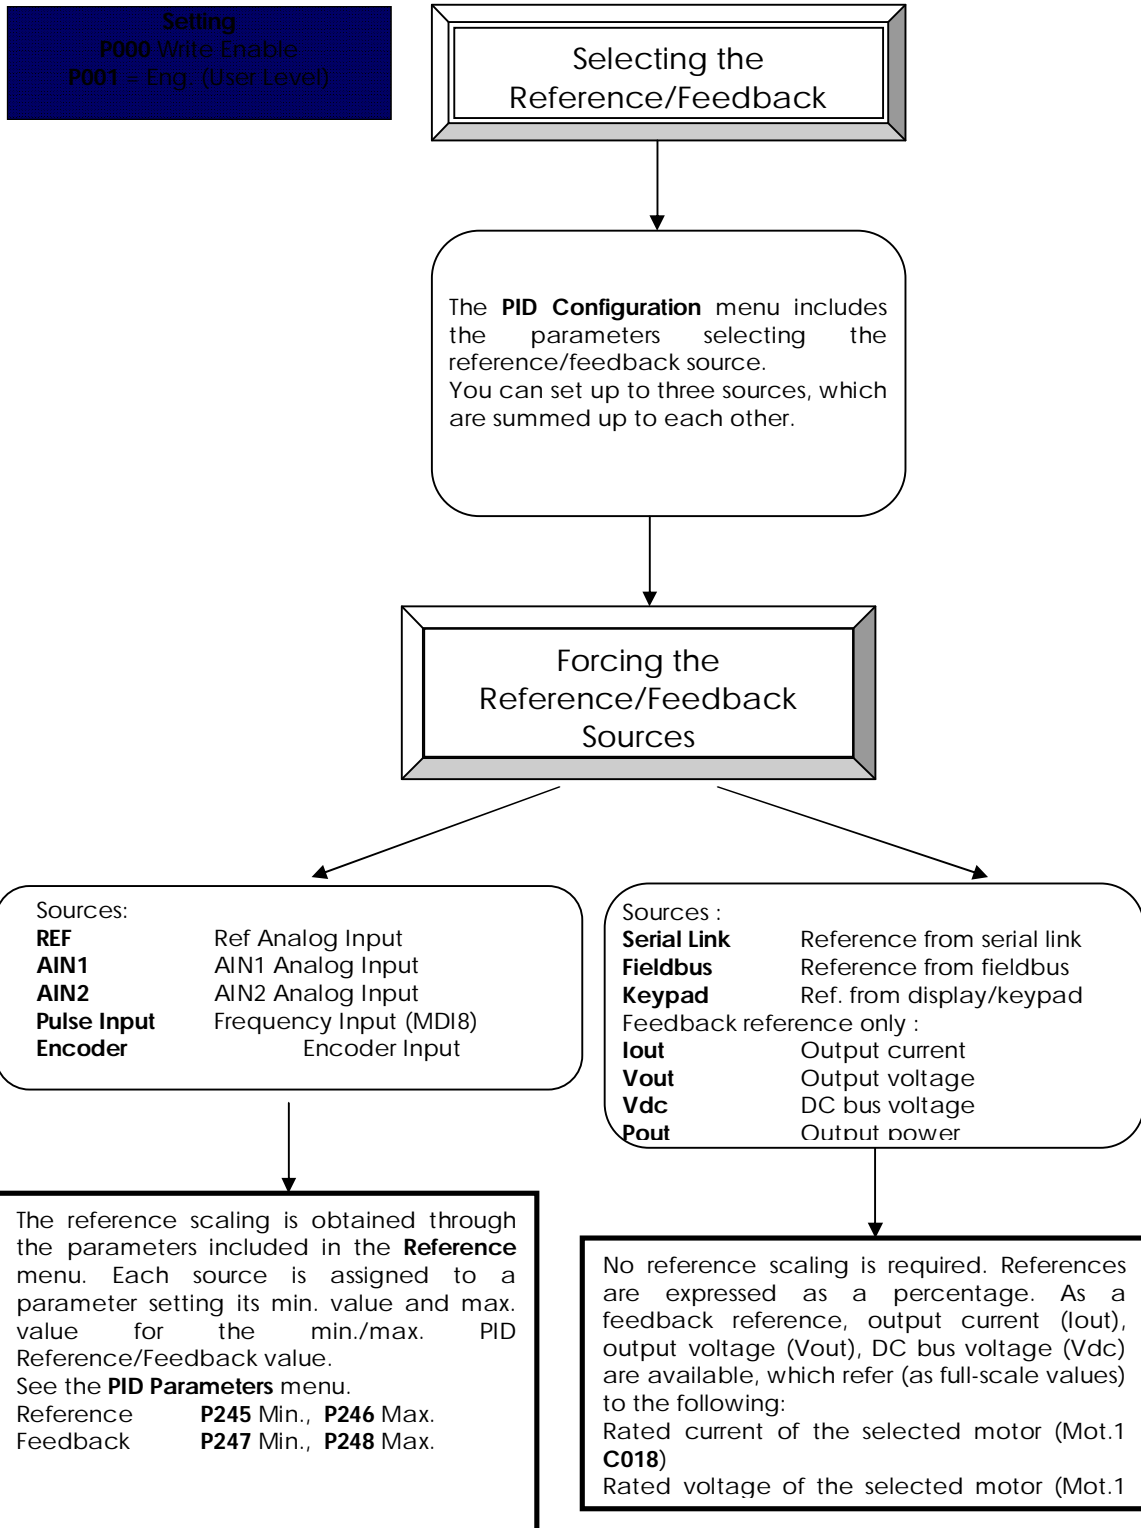 Setting
P000 Write Enable
P001 = Eng. (User Level)
Selecting the
Reference/Feedback
The PID Configuration menu includes
the parameters selecting the
reference/feedback source.
You can set up to three sources, which
are summed up to each other.
Forcing the
Reference/Feedback
Sources
Sources:
REF Ref Analog Input
AIN1 AIN1 Analog Input
AIN2 AIN2 Analog Input
Pulse Input Frequency Input (MDI8)
Encoder Encoder Input
Sources :
Serial Link Reference from serial link
Fieldbus Reference from fieldbus
Keypad Ref. from display/keypad
Feedback reference only :
Iout Output current
Vout Output voltage
Vdc DC bus voltage
Pout Output power
The reference scaling is obtained through
the parameters included in the Reference
menu. Each source is assigned to a
parameter setting its min. value and max.
value for the min./max. PID
Reference/Feedback value.
See the PID Parameters menu.
Reference P245 Min., P246 Max.
Feedback P247 Min., P248 Max.
No reference scaling is required. References
are expressed as a percentage. As a
feedback reference, output current (Iout),
output voltage (Vout), DC bus voltage (Vdc)
are available, which refer (as full-scale values)
to the following:
Rated current of the selected motor (Mot.1
C018)
Rated voltage of the selected motor (Mot.1